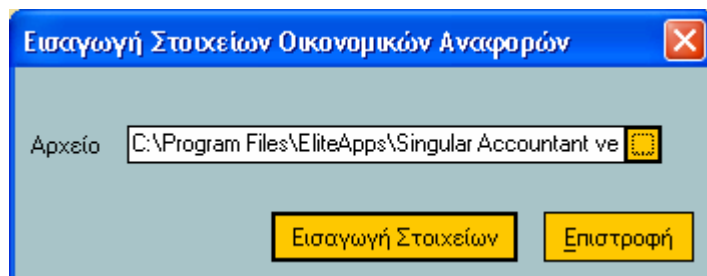 Εισαγωγή Στοιχείων Οικονομικών Αναφορών
Αρχείο C:\Program Files\EliteApps\Singular Accountant ve
Εισαγωγή Στοιχείων Επιστροφή